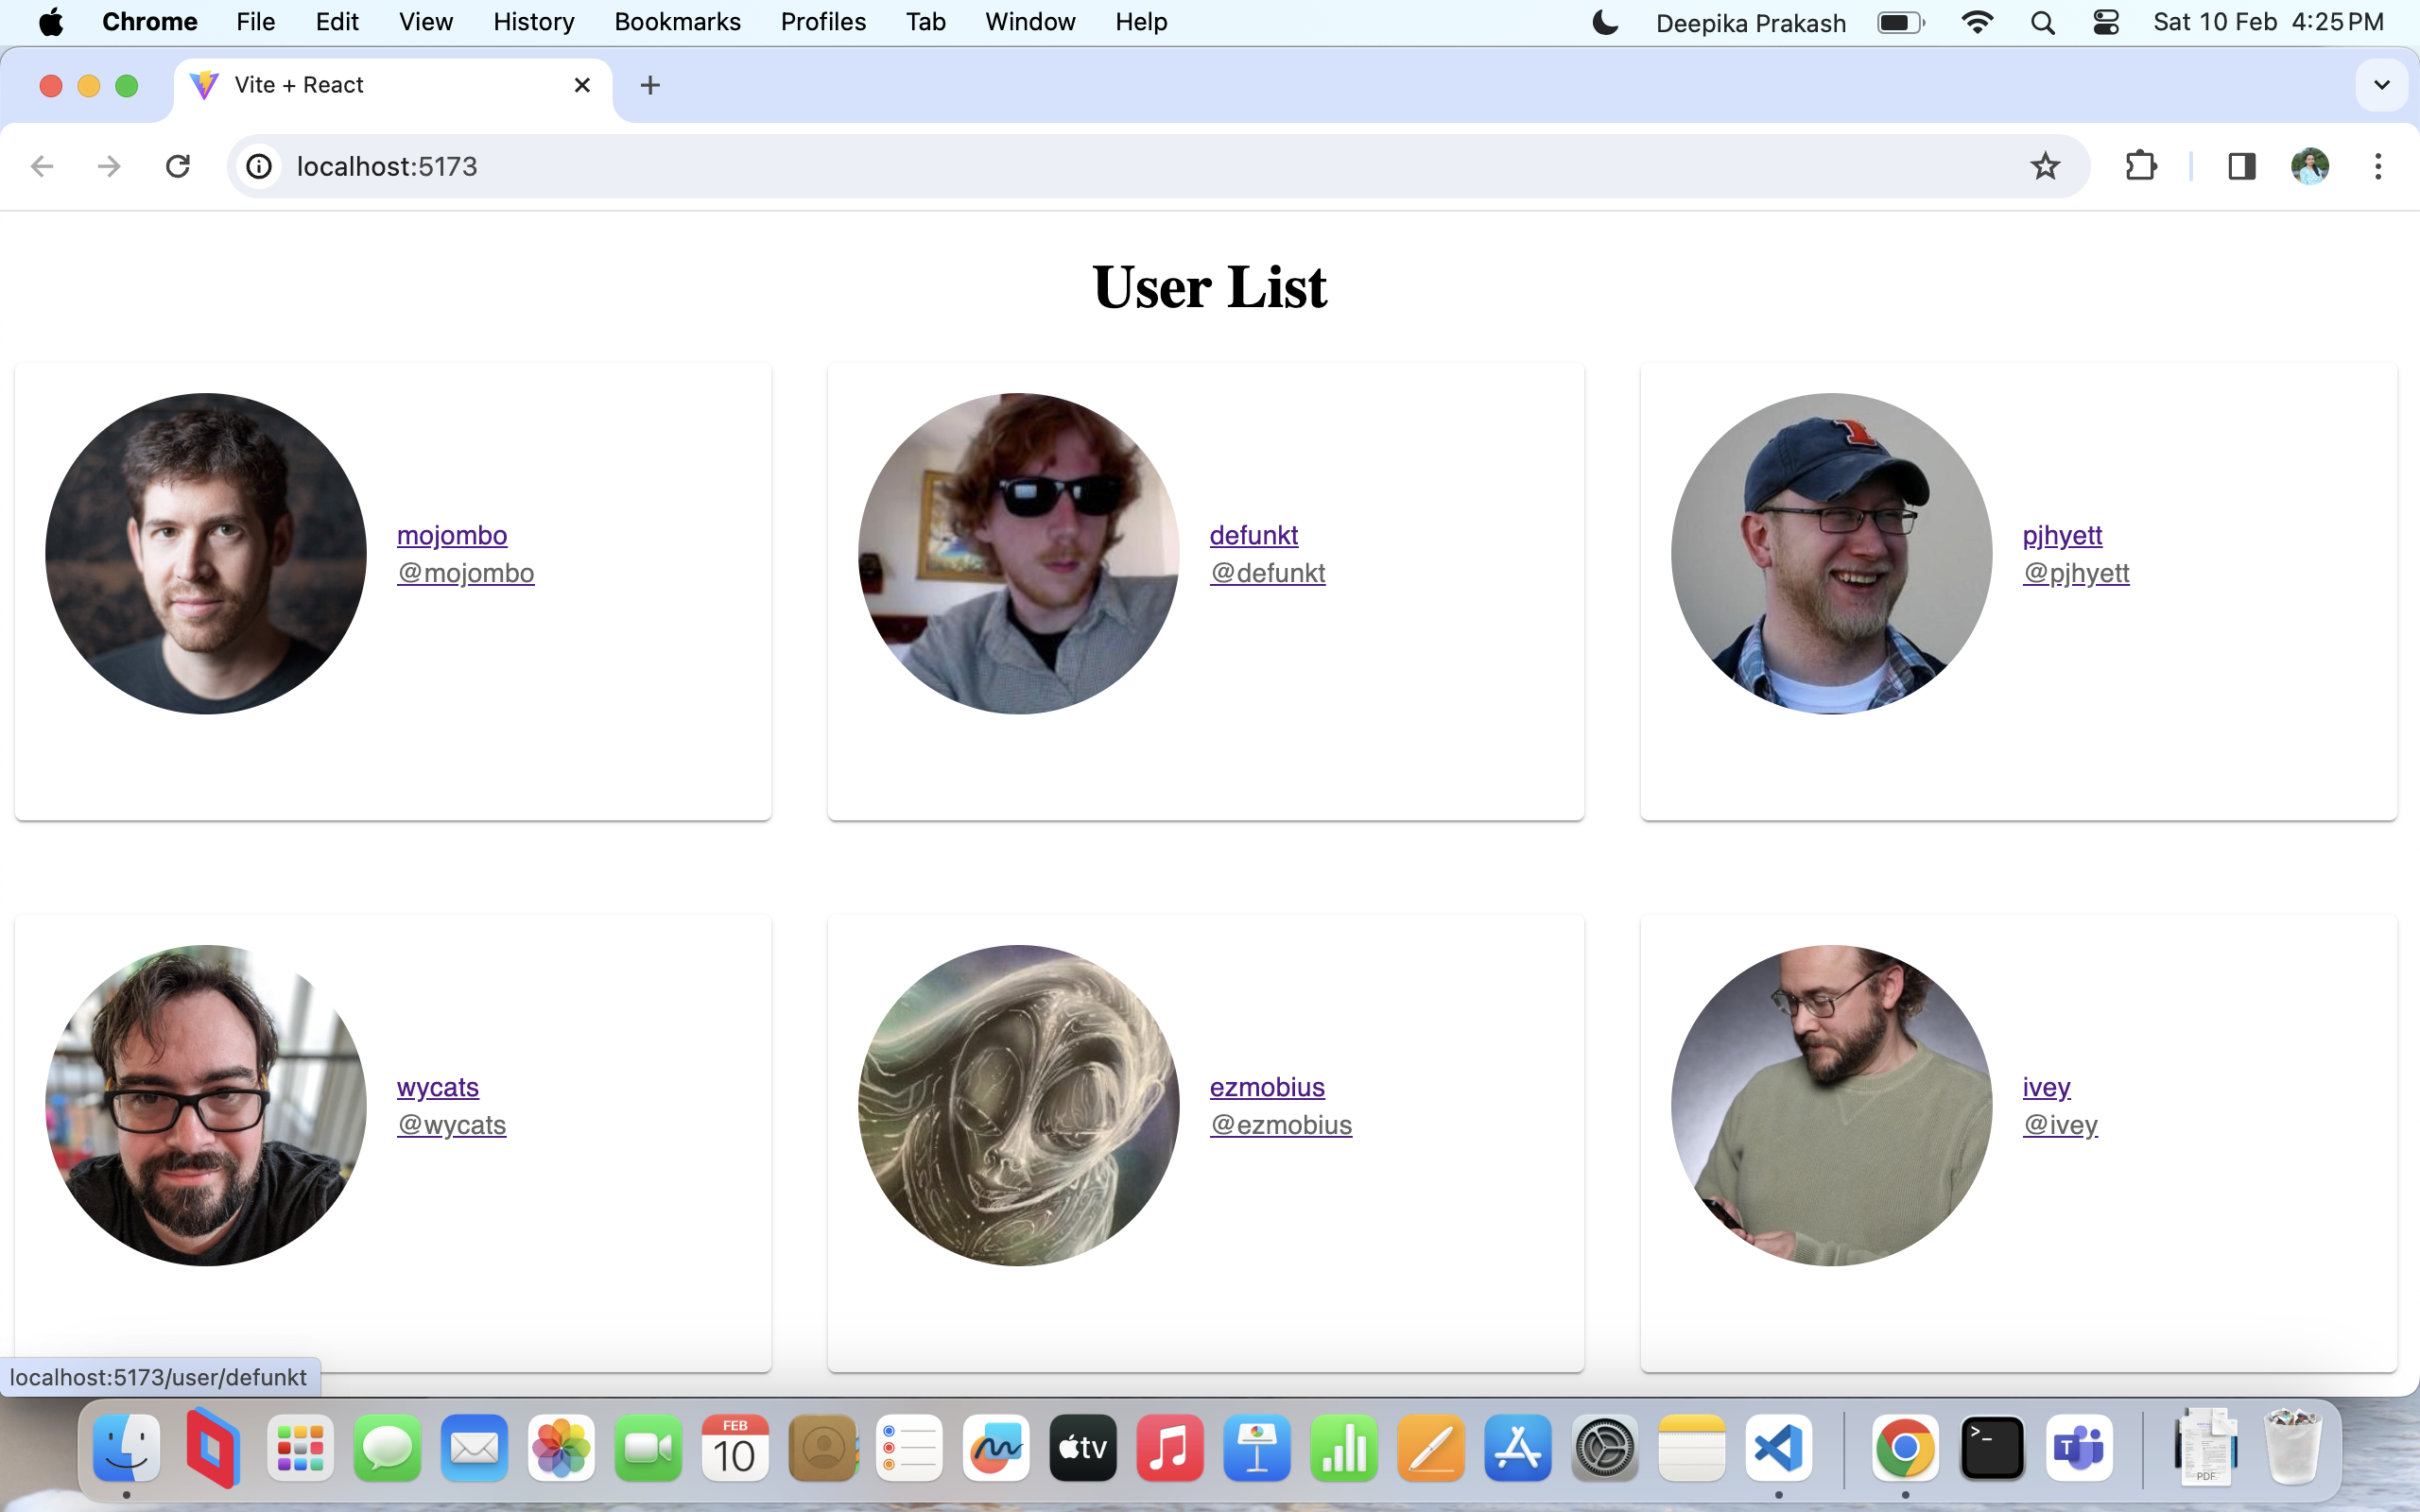 Chrome File Edit View History Bookmarks Profiles Tab Window Help Deepika Prakash Sat 10 Feb 4:25 PM
Vite + React
localhost:5173
User List
mojombo
@mojombo
defunkt
@defunkt
pjhyett
@pjhyett
wycats
@wycats
ezmobius
@ezmobius
ivey
@ivey
localhost:5173/user/defunkt
FEB
10
tv
>_
T
PDF